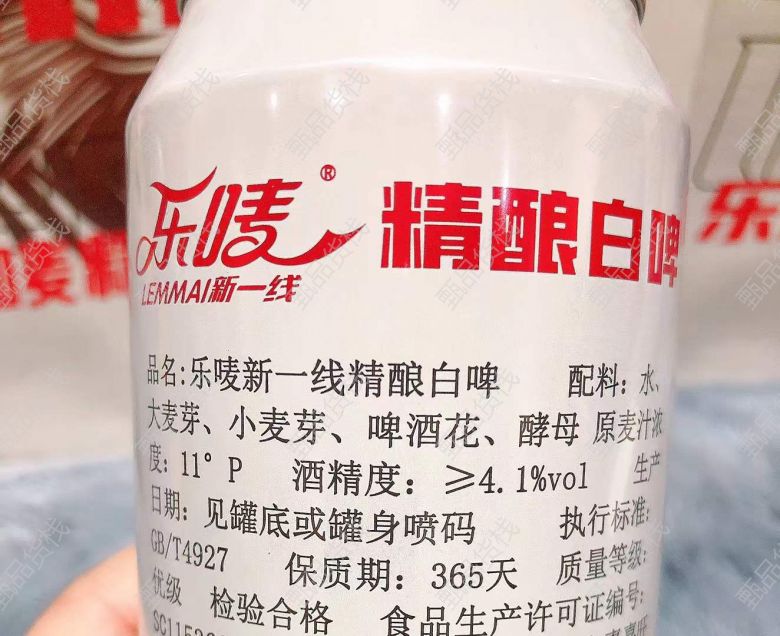 乐唛® 精酿白啤
LEMMAI新一线
品名:乐唛新一线精酿白啤 配料: 水、
大麦芽、小麦芽、啤酒花、酵母 原麦汁浓
度: 11° P 酒精度: ≥4.1%vol 生产
日期: 见罐底或罐身喷码 执行标准:
GB/T4927 保质期: 365天 质量等级:
优级 检验合格 食品生产许可证编号:
乐
甄品货栈